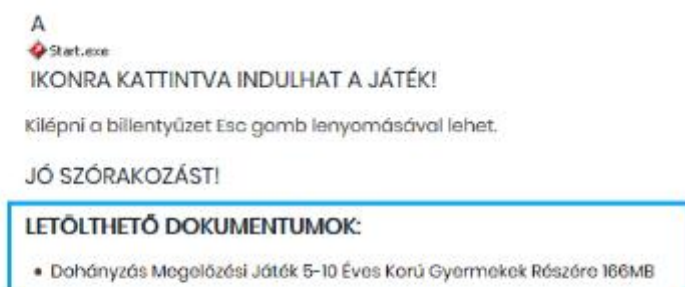 A
Start.exe
IKONRA KATTINTVA INDULHAT A JÁTÉK!
Kilépni a billentyűzet Esc gomb lenyomásával lehet.
JÓ SZÓRAKOZÁST!
LETÖLTHETŐ DOKUMENTUMOK:
• Dohányzás Megelőzési Játék 5-10 Éves Korú Gyermekek Részére 166MB